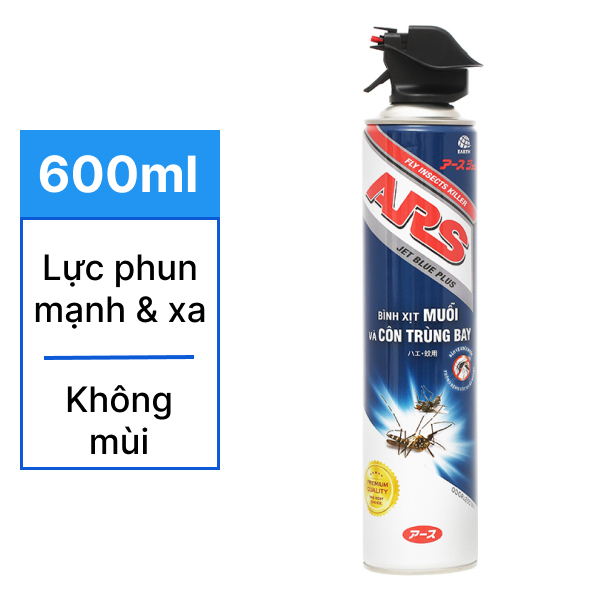 600ml
Lực phun
mạnh & xa
Không
mùi
EARTH
アース
FLY INSECTS KILLER
ARS
JET BLUE PLUS
BÌNH XỊT MUỖI
VÀ CÔN TRÙNG BAY
ハエ・蚊用
PREMIUM
QUALITY
アース